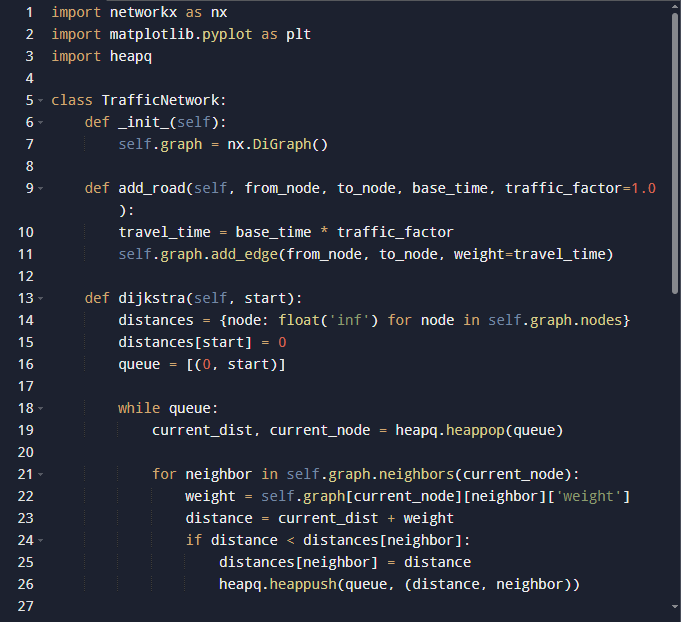 1 import networkx as nx
2 import matplotlib.pyplot as plt
3 import heapq
4
5 class TrafficNetwork:
6     def _init_(self):
7         self.graph = nx.DiGraph()
8
9     def add_road(self, from_node, to_node, base_time, traffic_factor=1.0
        ):
10         travel_time = base_time * traffic_factor
11         self.graph.add_edge(from_node, to_node, weight=travel_time)
12
13     def dijkstra(self, start):
14         distances = {node: float('inf') for node in self.graph.nodes}
15         distances[start] = 0
16         queue = [(0, start)]
17
18         while queue:
19             current_dist, current_node = heapq.heappop(queue)
20
21             for neighbor in self.graph.neighbors(current_node):
22                 weight = self.graph[current_node][neighbor]['weight']
23                 distance = current_dist + weight
24                 if distance < distances[neighbor]:
25                     distances[neighbor] = distance
26                     heapq.heappush(queue, (distance, neighbor))
27